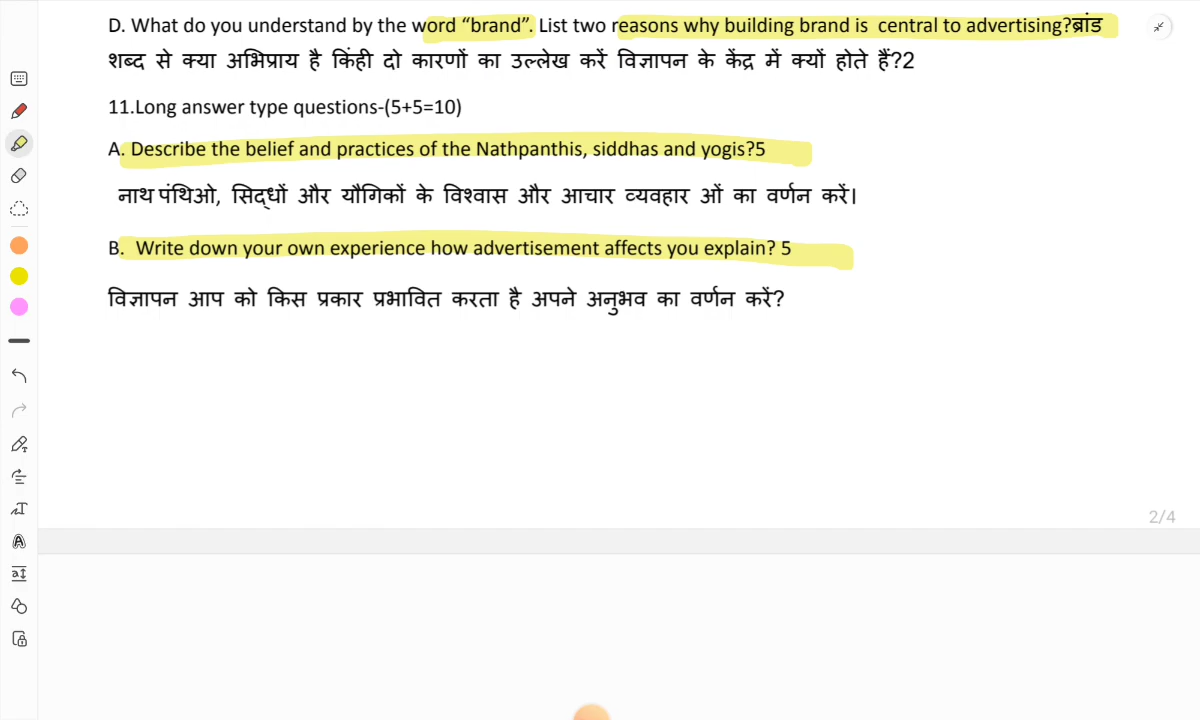 D. What do you understand by the word “brand”. List two reasons why building brand is central to advertising?ब्रांड
शब्द से क्या अभिप्राय है किंही दो कारणों का उल्लेख करें विज्ञापन के केंद्र में क्यों होते हैं?2
11.Long answer type questions-(5+5=10)
A. Describe the belief and practices of the Nathpanthis, siddhas and yogis?5
नाथ पंथिओ, सिद्धों और यौगिकों के विश्वास और आचार व्यवहार ओं का वर्णन करें।
B. Write down your own experience how advertisement affects you explain? 5
विज्ञापन आप को किस प्रकार प्रभावित करता है अपने अनुभव का वर्णन करें?
2/4